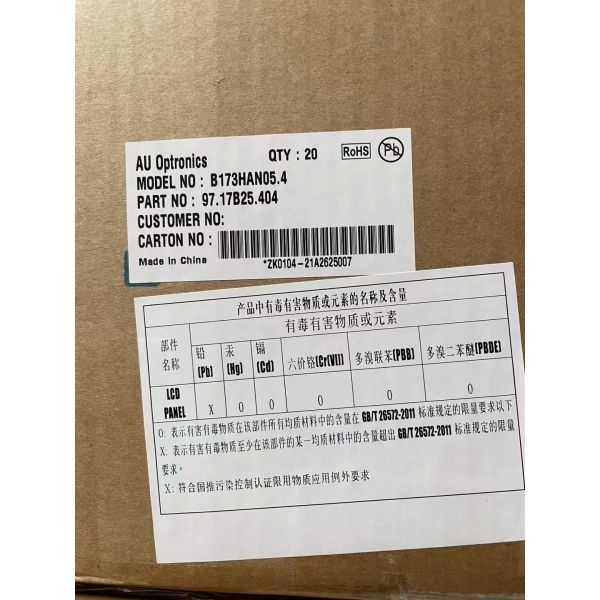 AU Optronics QTY : 20 RoHS Pb
MODEL NO : B173HAN05.4
PART NO : 97.17B25.404
CUSTOMER NO:
CARTON NO :
Made in China *ZK0104-21A2625007
产品中有毒有害物质或元素的名称及含量
部件名称
有毒有害物质或元素
铅(Pb) 汞(Hg) 镉(Cd) 六价铬(Cr(VI)) 多溴联苯(PBB) 多溴二苯醚(PBDE)
LCD PANEL X O O O O O
O: 表示有害有毒物质在该部件所有均质材料中的含量在 GB/T 26572-2011 标准规定的限量要求以下
X: 表示有害有毒物质至少在该部件的某一均质材料中的含量超出 GB/T 26572-2011 标准规定的限量
要求。
X: 符合国推污染控制认证限用物质应用例外要求